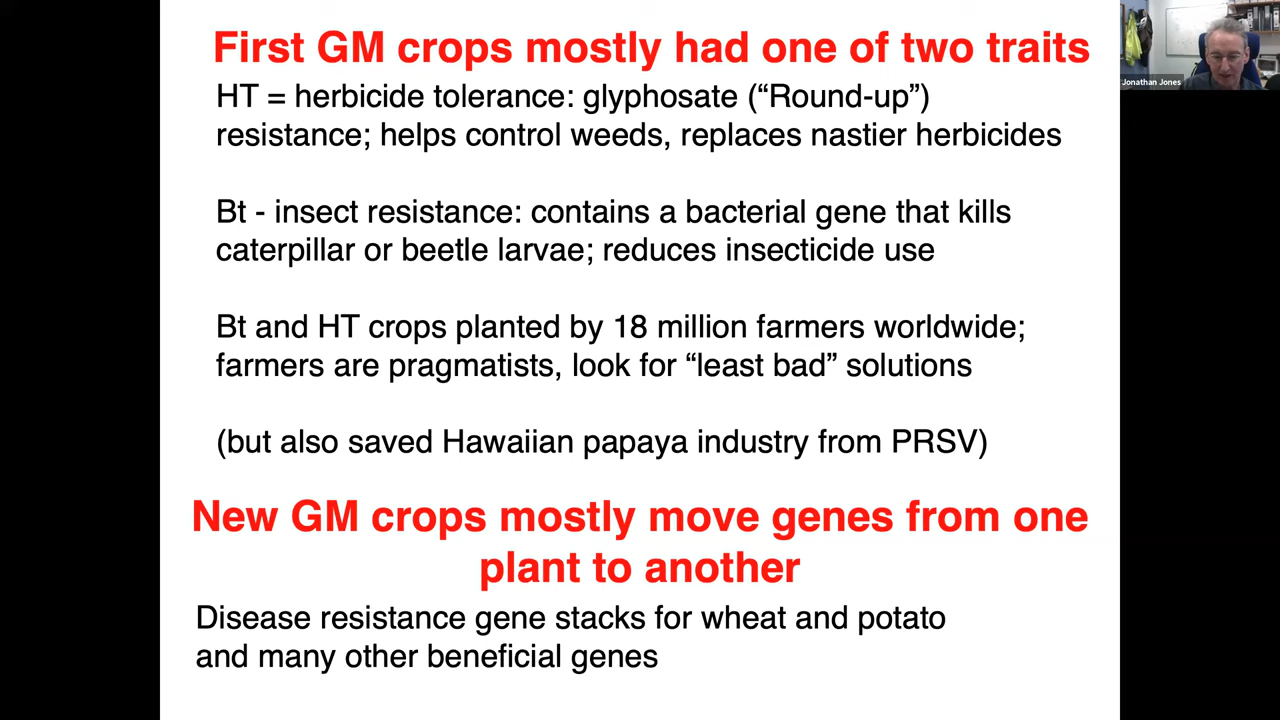 First GM crops mostly had one of two traits
HT = herbicide tolerance: glyphosate (“Round-up”)
resistance; helps control weeds, replaces nastier herbicides
Bt - insect resistance: contains a bacterial gene that kills
caterpillar or beetle larvae; reduces insecticide use
Bt and HT crops planted by 18 million farmers worldwide;
farmers are pragmatists, look for “least bad” solutions
(but also saved Hawaiian papaya industry from PRSV)
New GM crops mostly move genes from one
plant to another
Disease resistance gene stacks for wheat and potato
and many other beneficial genes
Jonathan Jones